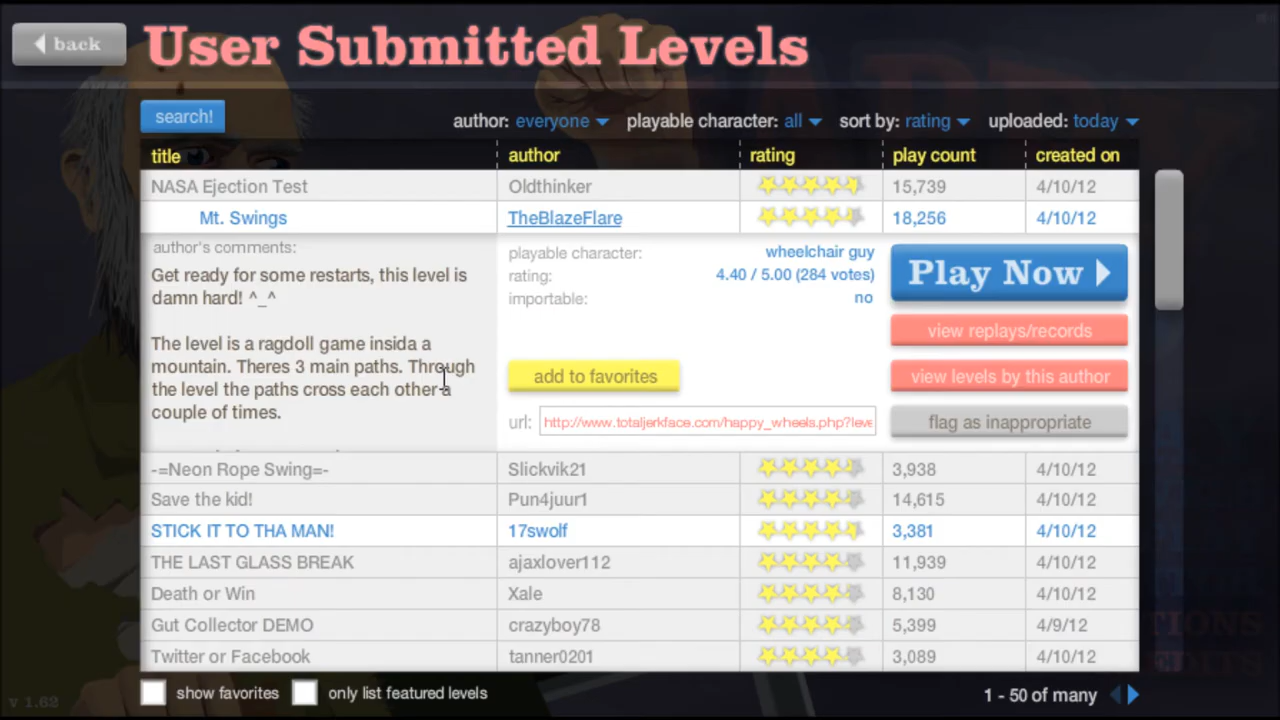 back
User Submitted Levels
search!
author: everyone playable character: all sort by: rating uploaded: today
title author rating play count created on
NASA Ejection Test Oldthinker 15,739 4/10/12
Mt. Swings TheBlazeFlare 18,256 4/10/12
author's comments:
Get ready for some restarts, this level is
damn hard! ^_^
The level is a ragdoll game insida a
mountain. Theres 3 main paths. Through
the level the paths cross each other a
couple of times.
playable character: wheelchair guy
rating: 4.40 / 5.00 (284 votes)
importable: no
add to favorites
url: http://www.totaljerkface.com/happy_wheels.php?leve
Play Now
view replays/records
view levels by this author
flag as inappropriate
-=Neon Rope Swing=- Slickvik21 3,938 4/10/12
Save the kid! Pun4juur1 14,615 4/10/12
STICK IT TO THA MAN! 17swolf 3,381 4/10/12
THE LAST GLASS BREAK ajaxlover112 11,939 4/10/12
Death or Win Xale 8,130 4/10/12
Gut Collector DEMO crazyboy78 5,399 4/9/12
Twitter or Facebook tanner0201 3,089 4/10/12
show favorites only list featured levels 1 - 50 of many
v 1.62